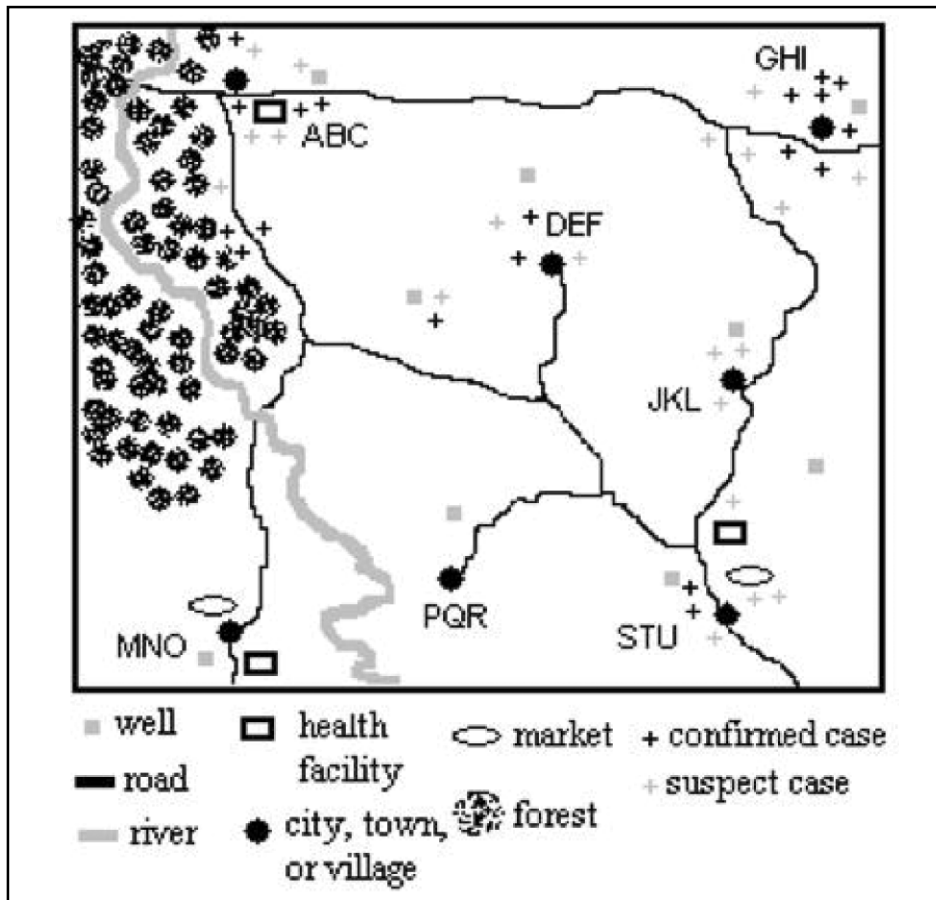 GHI
ABC
DEF
JKL
PQR
STU
MNO
well
health
facility
market
confirmed case
road
suspect case
river
city, town,
or village
forest